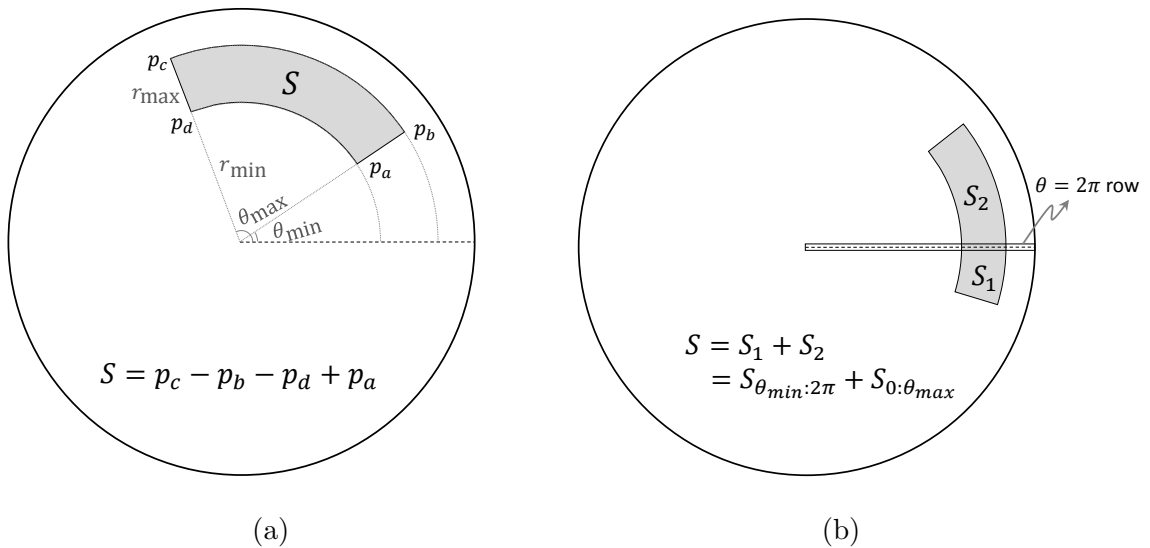 p_c
S
r_max
p_d
p_b
p_a
r_min
θ_max
θ_min
S = p_c − p_b − p_d + p_a
(a)
θ = 2π row
S_2
S_1
S = S_1 + S_2
= S_{θ_min:2π} + S_{0:θ_max}
(b)